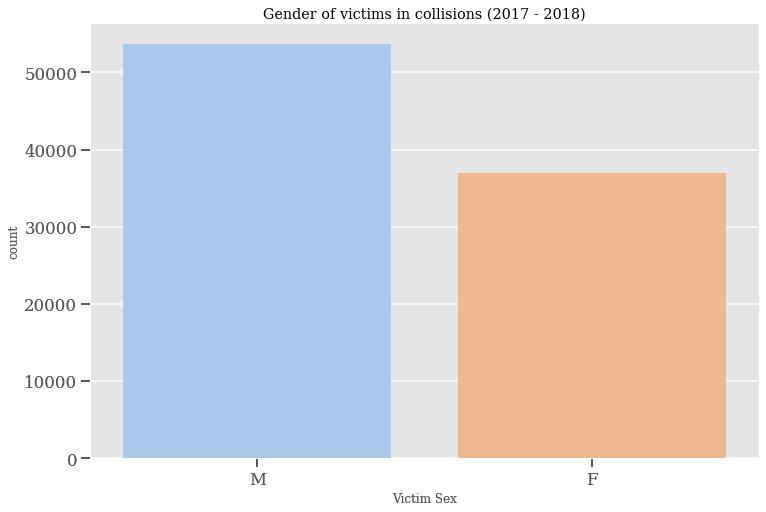 Gender of victims in collisions (2017 - 2018)
50000
40000
30000
20000
10000
0
count
M
F
Victim Sex